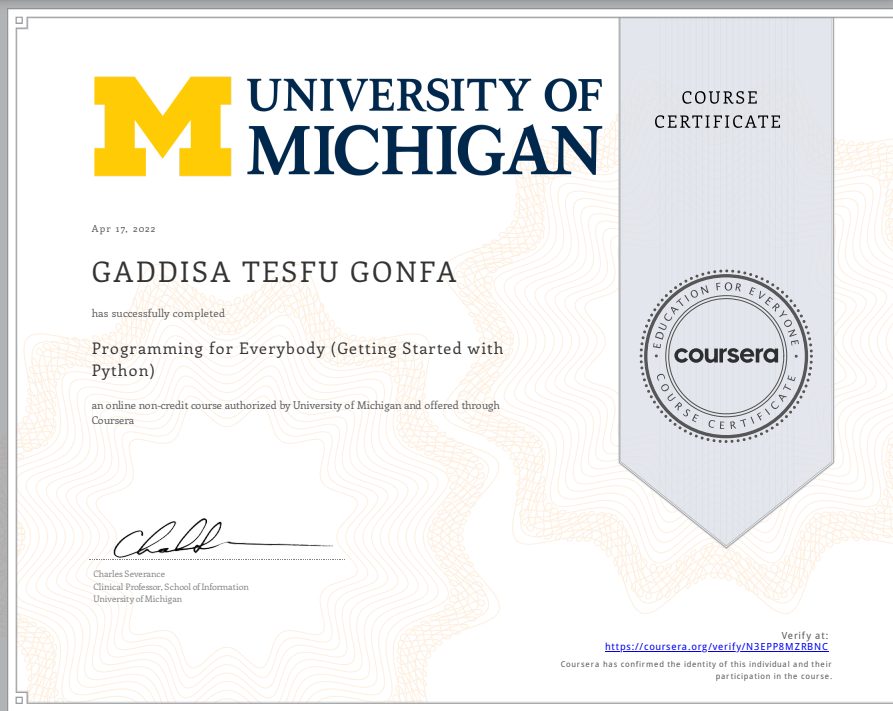 UNIVERSITY OF
MICHIGAN
COURSE
CERTIFICATE
Apr 17, 2022
GADDISA TESFU GONFA
has successfully completed
Programming for Everybody (Getting Started with
Python)
an online non-credit course authorized by University of Michigan and offered through
Coursera
EDUCATION FOR EVERYONE
coursera
COURSE CERTIFICATE
Charles Severance
Clinical Professor, School of Information
University of Michigan
Verify at:
https://coursera.org/verify/N3EPP8MZRBNC
Coursera has confirmed the identity of this individual and their
participation in the course.